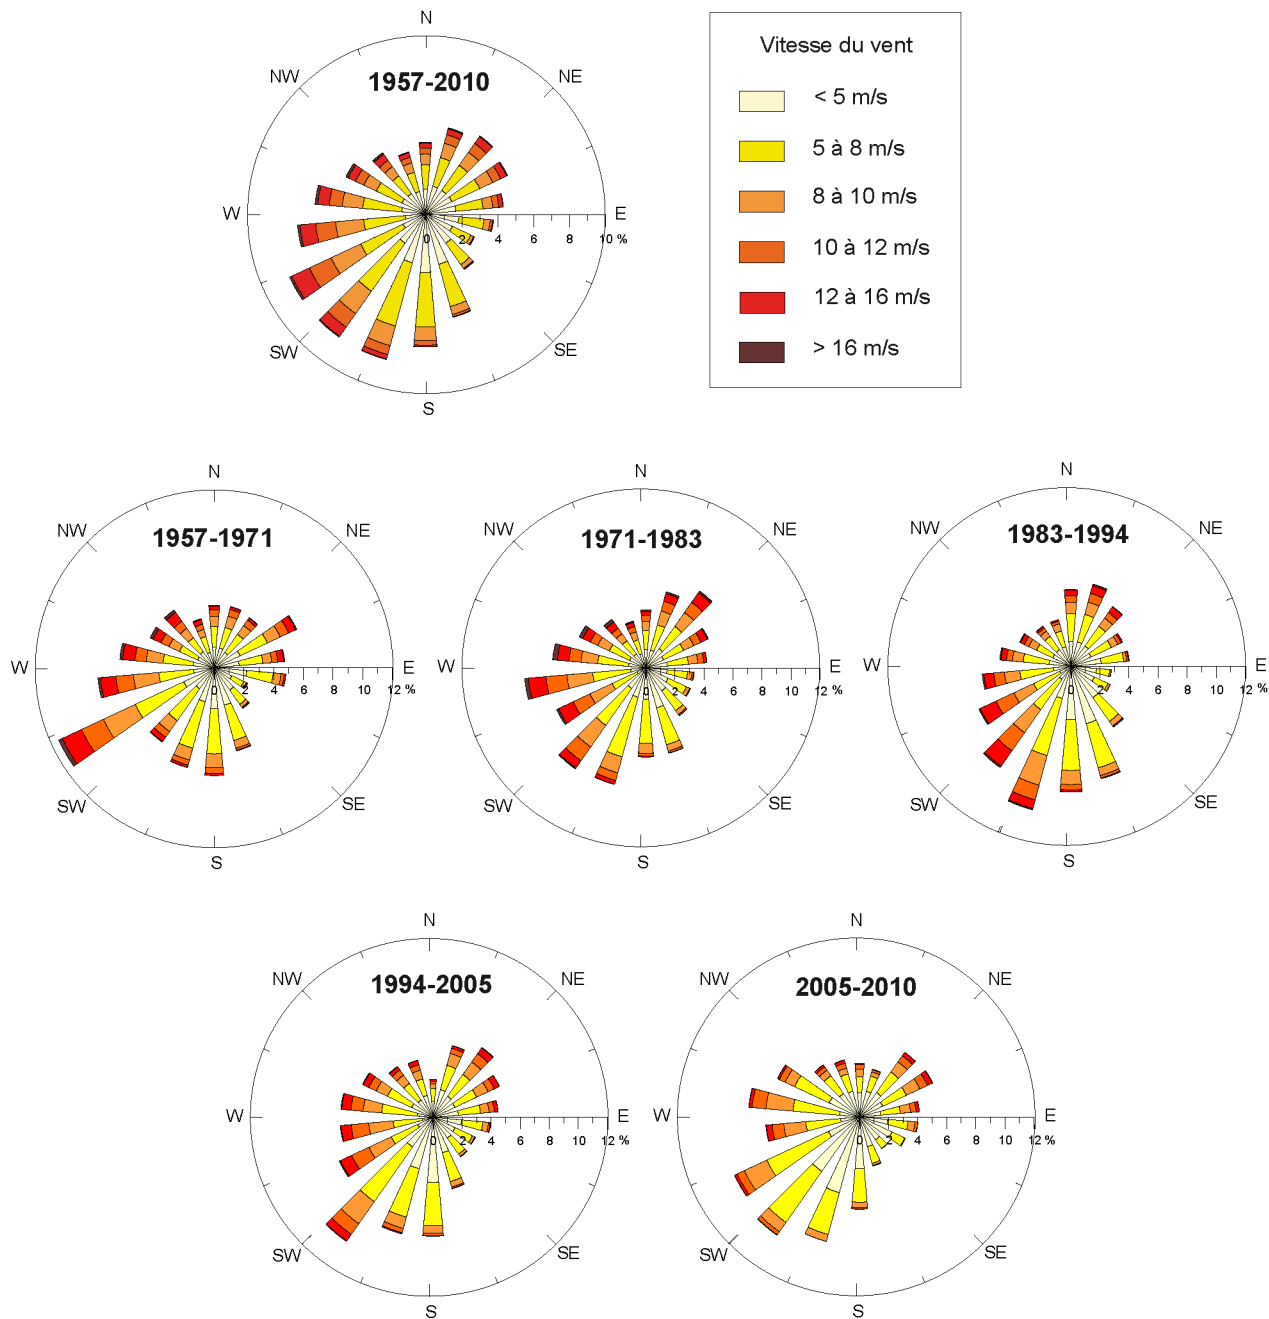 N
NW
NE
1957-2010
W
E
0 2 4 6 8 10 %
SW
SE
S
Vitesse du vent
< 5 m/s
5 à 8 m/s
8 à 10 m/s
10 à 12 m/s
12 à 16 m/s
> 16 m/s
N
NW
NE
1957-1971
W
E
0 2 4 6 8 10 12 %
SW
SE
S
N
NW
NE
1971-1983
W
E
0 2 4 6 8 10 12 %
SW
SE
S
N
NW
NE
1983-1994
W
E
0 2 4 6 8 10 12 %
SW
SE
S
N
NW
NE
1994-2005
W
E
0 2 4 6 8 10 12 %
SW
SE
S
N
NW
NE
2005-2010
W
E
0 2 4 6 8 10 12 %
SW
SE
S